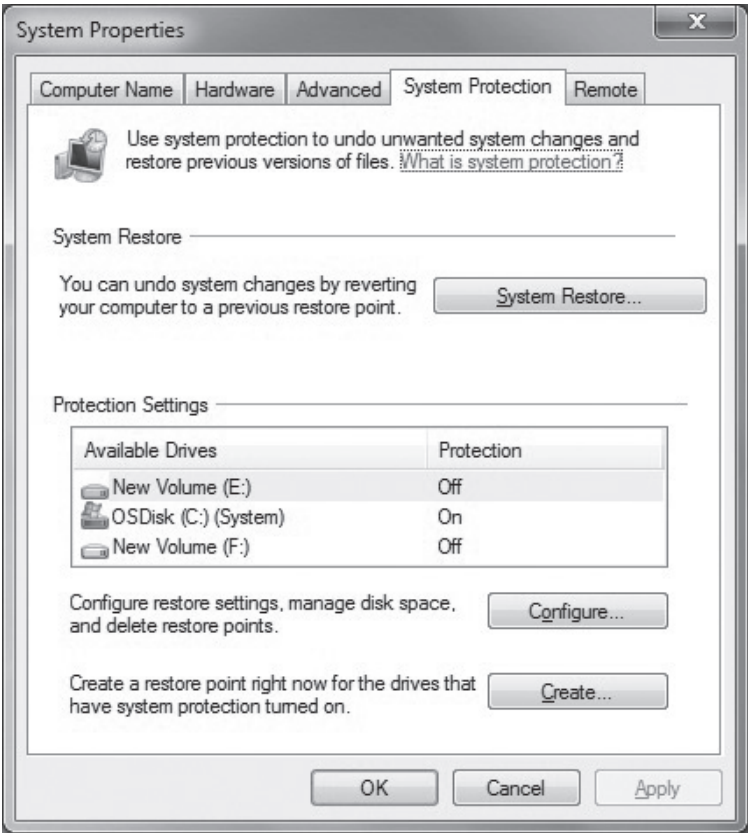 System Properties
X
Computer Name Hardware Advanced System Protection Remote
Use system protection to undo unwanted system changes and
restore previous versions of files. What is system protection?
System Restore
You can undo system changes by reverting
your computer to a previous restore point.
System Restore...
Protection Settings
Available Drives Protection
New Volume (E:) Off
OSDisk (C:) (System) On
New Volume (F:) Off
Configure restore settings, manage disk space,
and delete restore points.
Configure...
Create a restore point right now for the drives that
have system protection turned on.
Create...
OK Cancel Apply